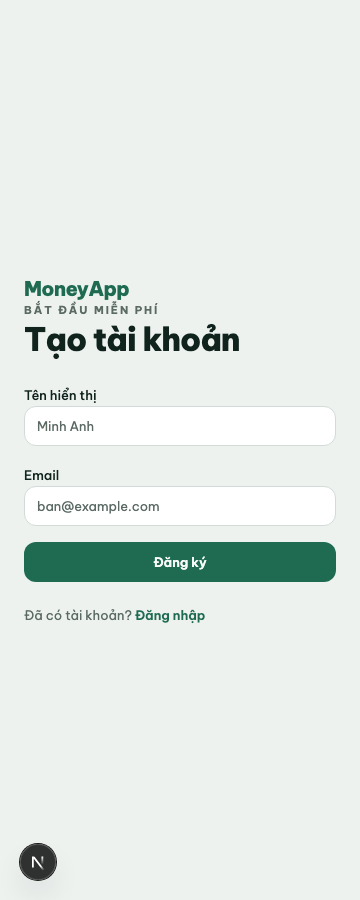 MoneyApp
BẮT ĐẦU MIỄN PHÍ
Tạo tài khoản
Tên hiển thị
Minh Anh
Email
ban@example.com
Đăng ký
Đã có tài khoản? Đăng nhập
N